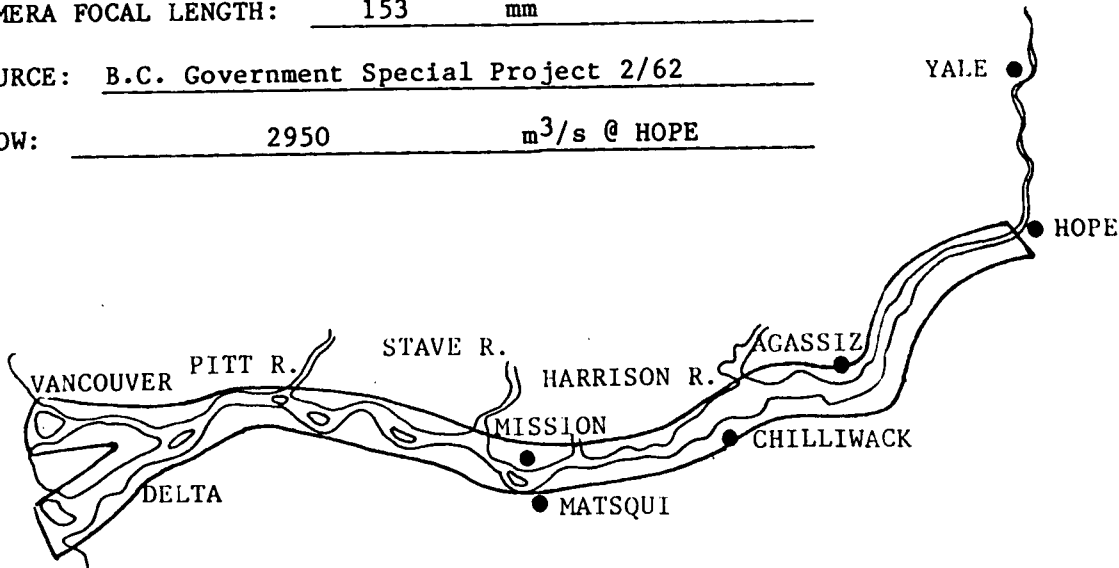 MERA FOCAL LENGTH: 153 mm
URCE: B.C. Government Special Project 2/62
OW: 2950 m3/s @ HOPE
YALE
HOPE
AGASSIZ
STAVE R.
PITT R.
HARRISON R.
VANCOUVER
MISSION
CHILLIWACK
DELTA
MATSQUI